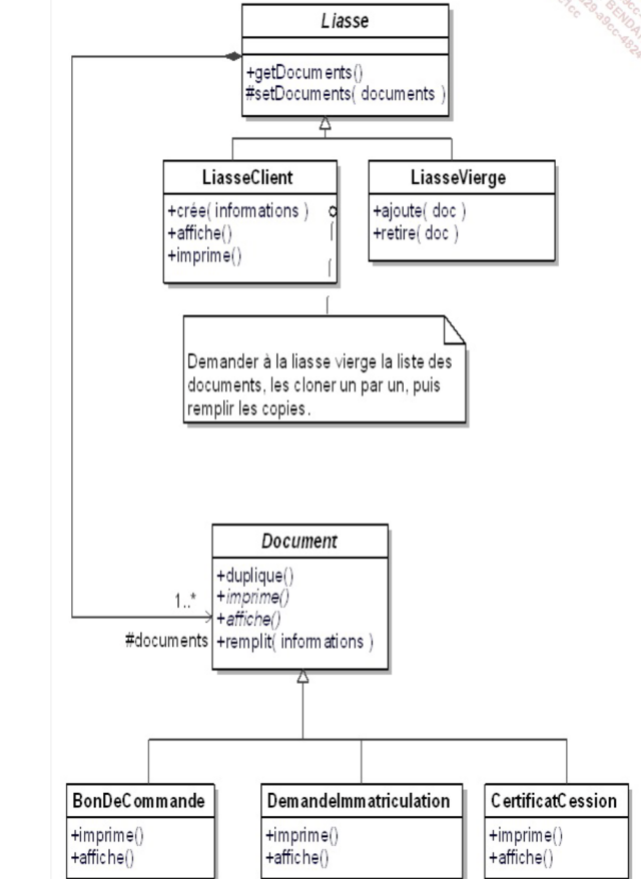 Liasse
+getDocuments()
#setDocuments( documents )
LiasseClient
+crée( informations )
+affiche()
+imprime()
LiasseVierge
+ajoute( doc )
+retire( doc )
Demander à la liasse vierge la liste des
documents, les cloner un par un, puis
remplir les copies.
Document
+duplique()
+imprime()
+affiche()
+remplit( informations )
1..*
#documents
BonDeCommande
+imprime()
+affiche()
DemandeImmatriculation
+imprime()
+affiche()
CertificatCession
+imprime()
+affiche()